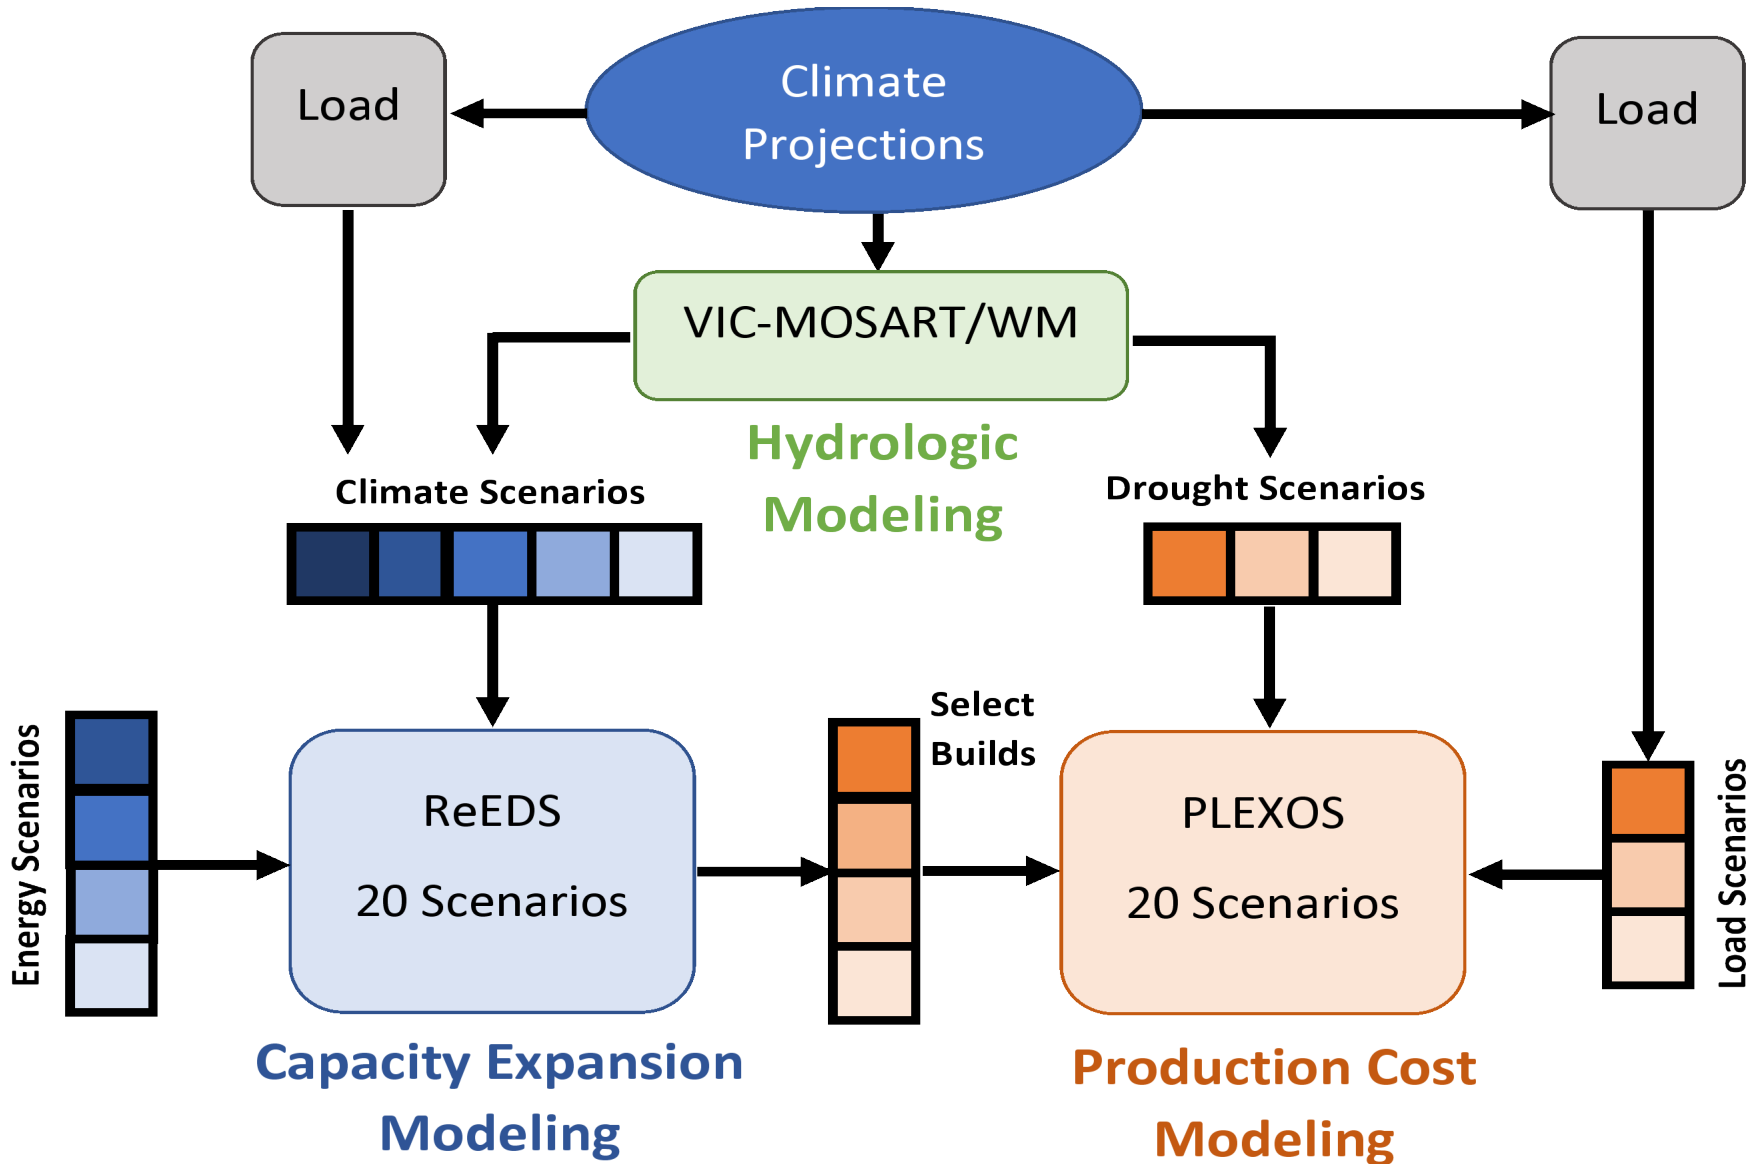 Load
Climate
Projections
Load
VIC-MOSART/WM
Hydrologic
Modeling
Climate Scenarios
Drought Scenarios
Energy Scenarios
ReEDS
20 Scenarios
Select
Builds
PLEXOS
20 Scenarios
Load Scenarios
Capacity Expansion
Modeling
Production Cost
Modeling